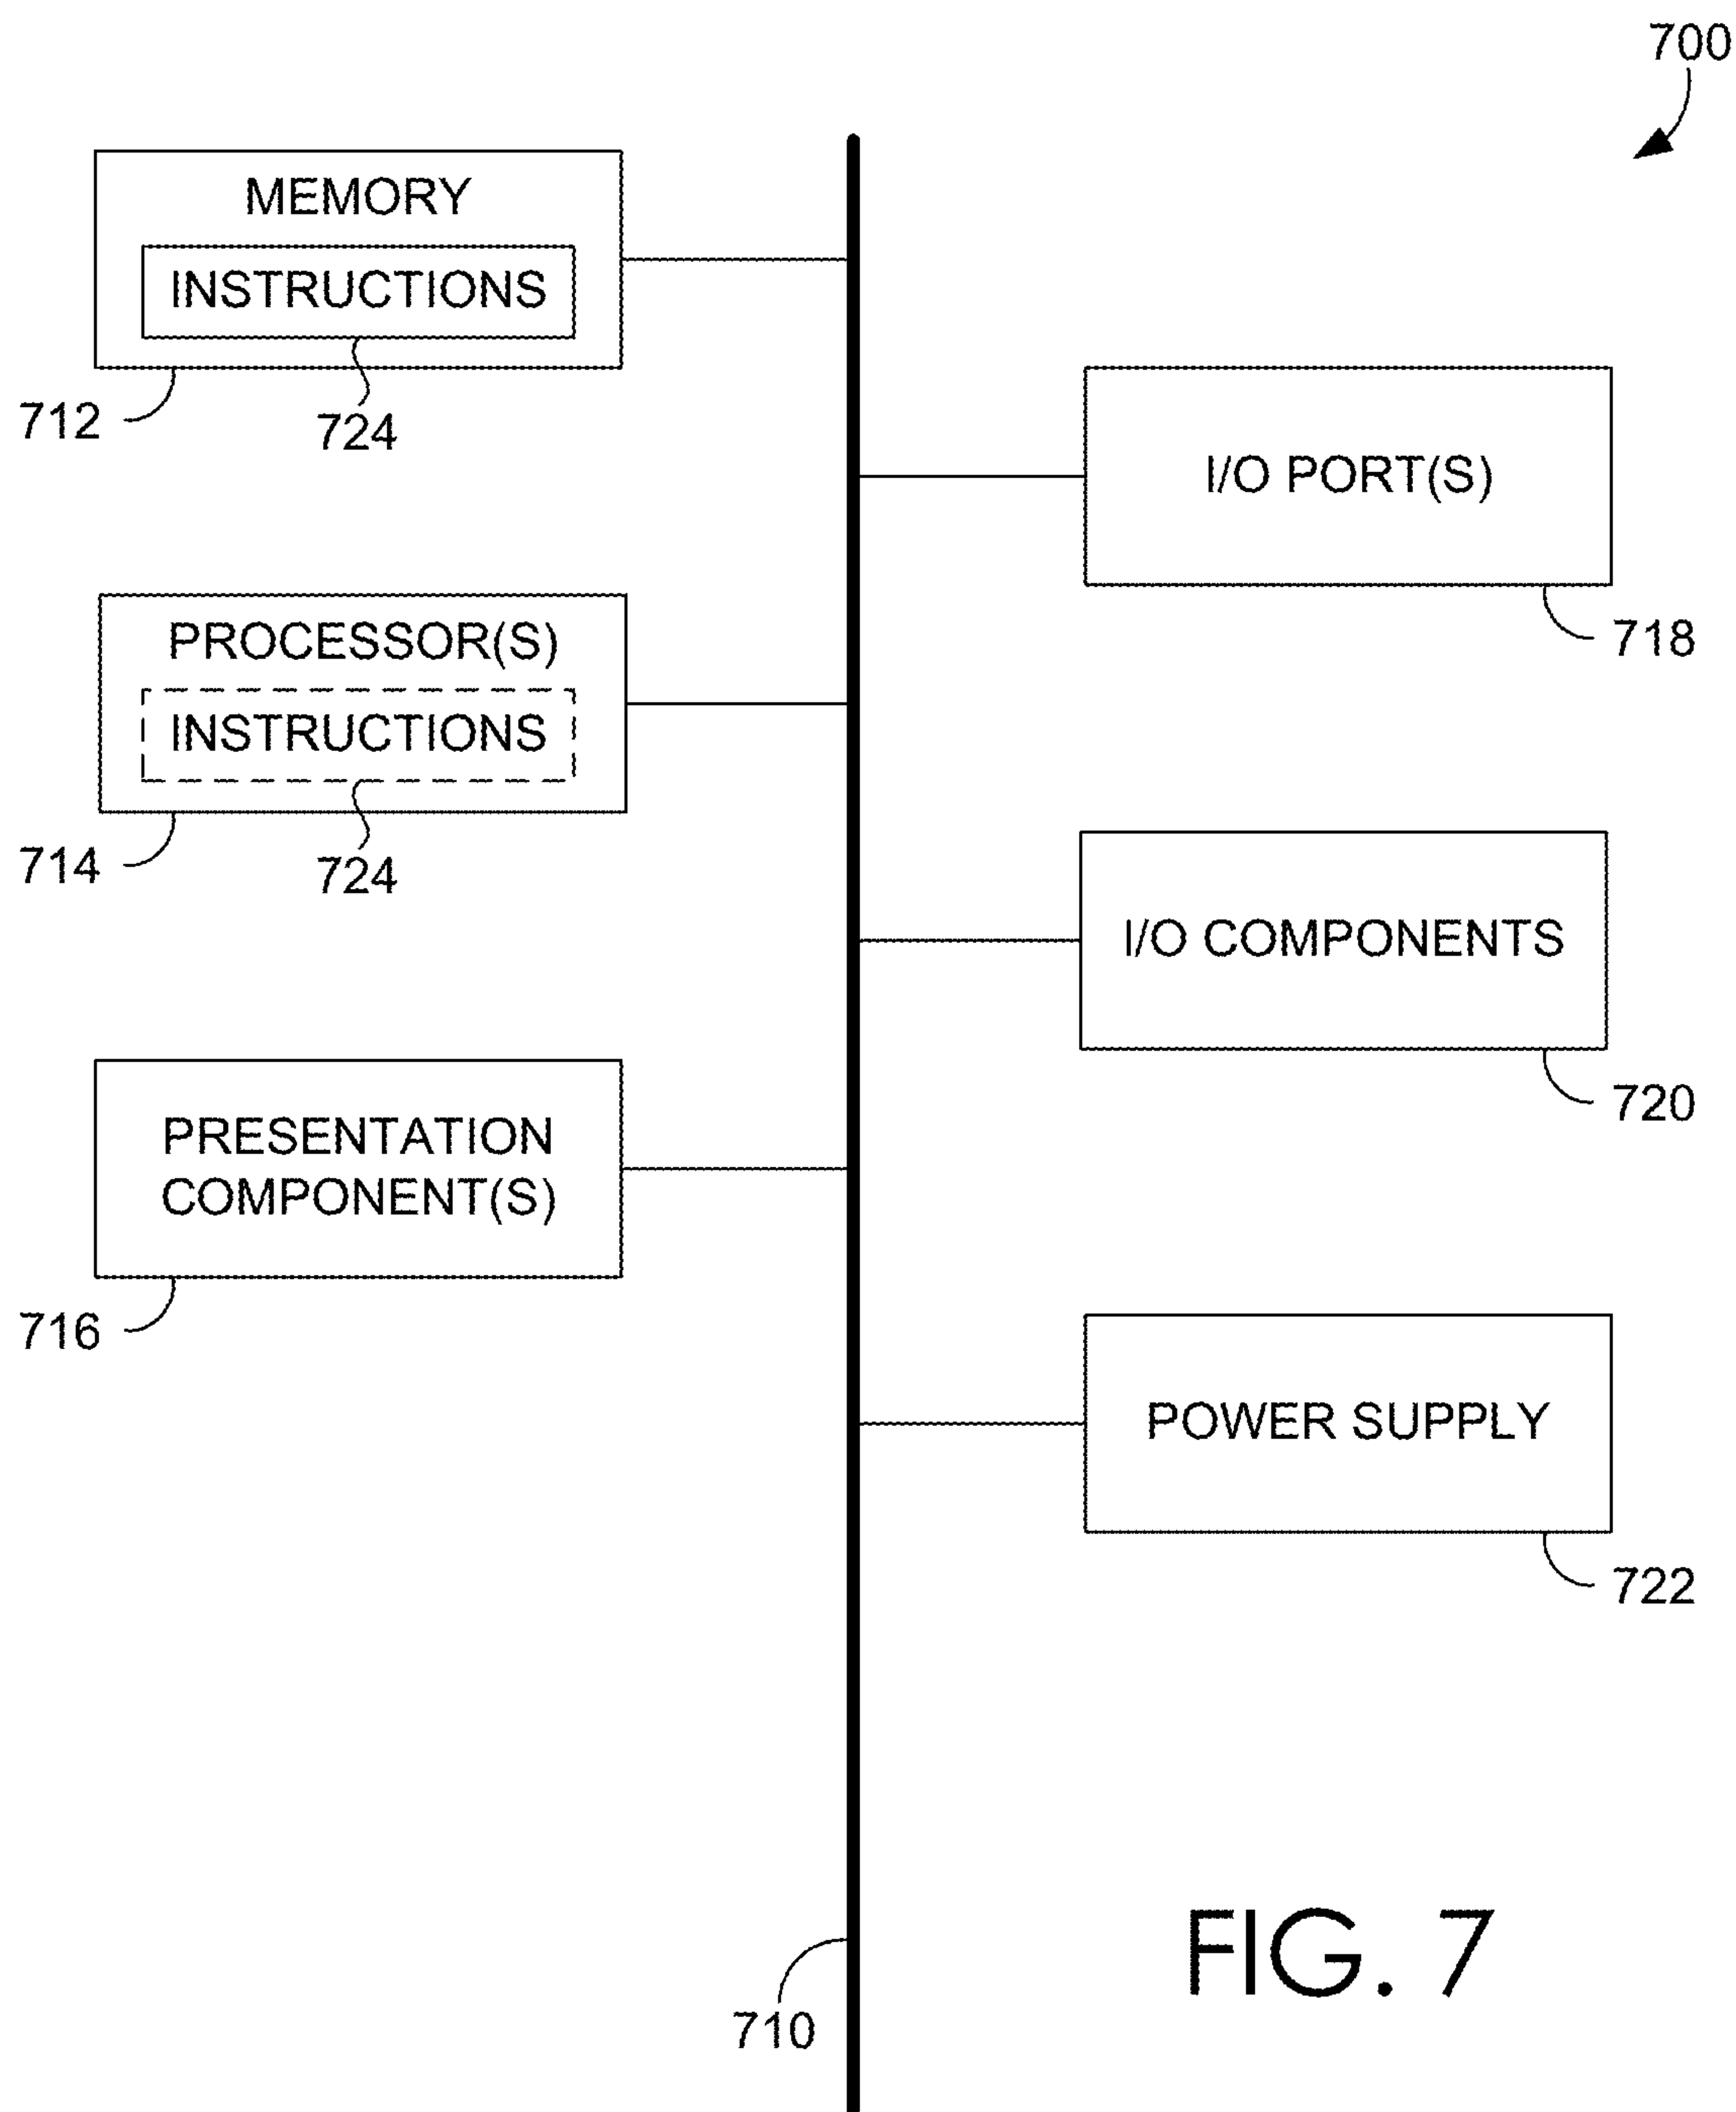 700
MEMORY
INSTRUCTIONS
712
724
I/O PORT(S)
718
PROCESSOR(S)
INSTRUCTIONS
714
724
I/O COMPONENTS
720
PRESENTATION
COMPONENT(S)
716
POWER SUPPLY
722
710
FIG. 7